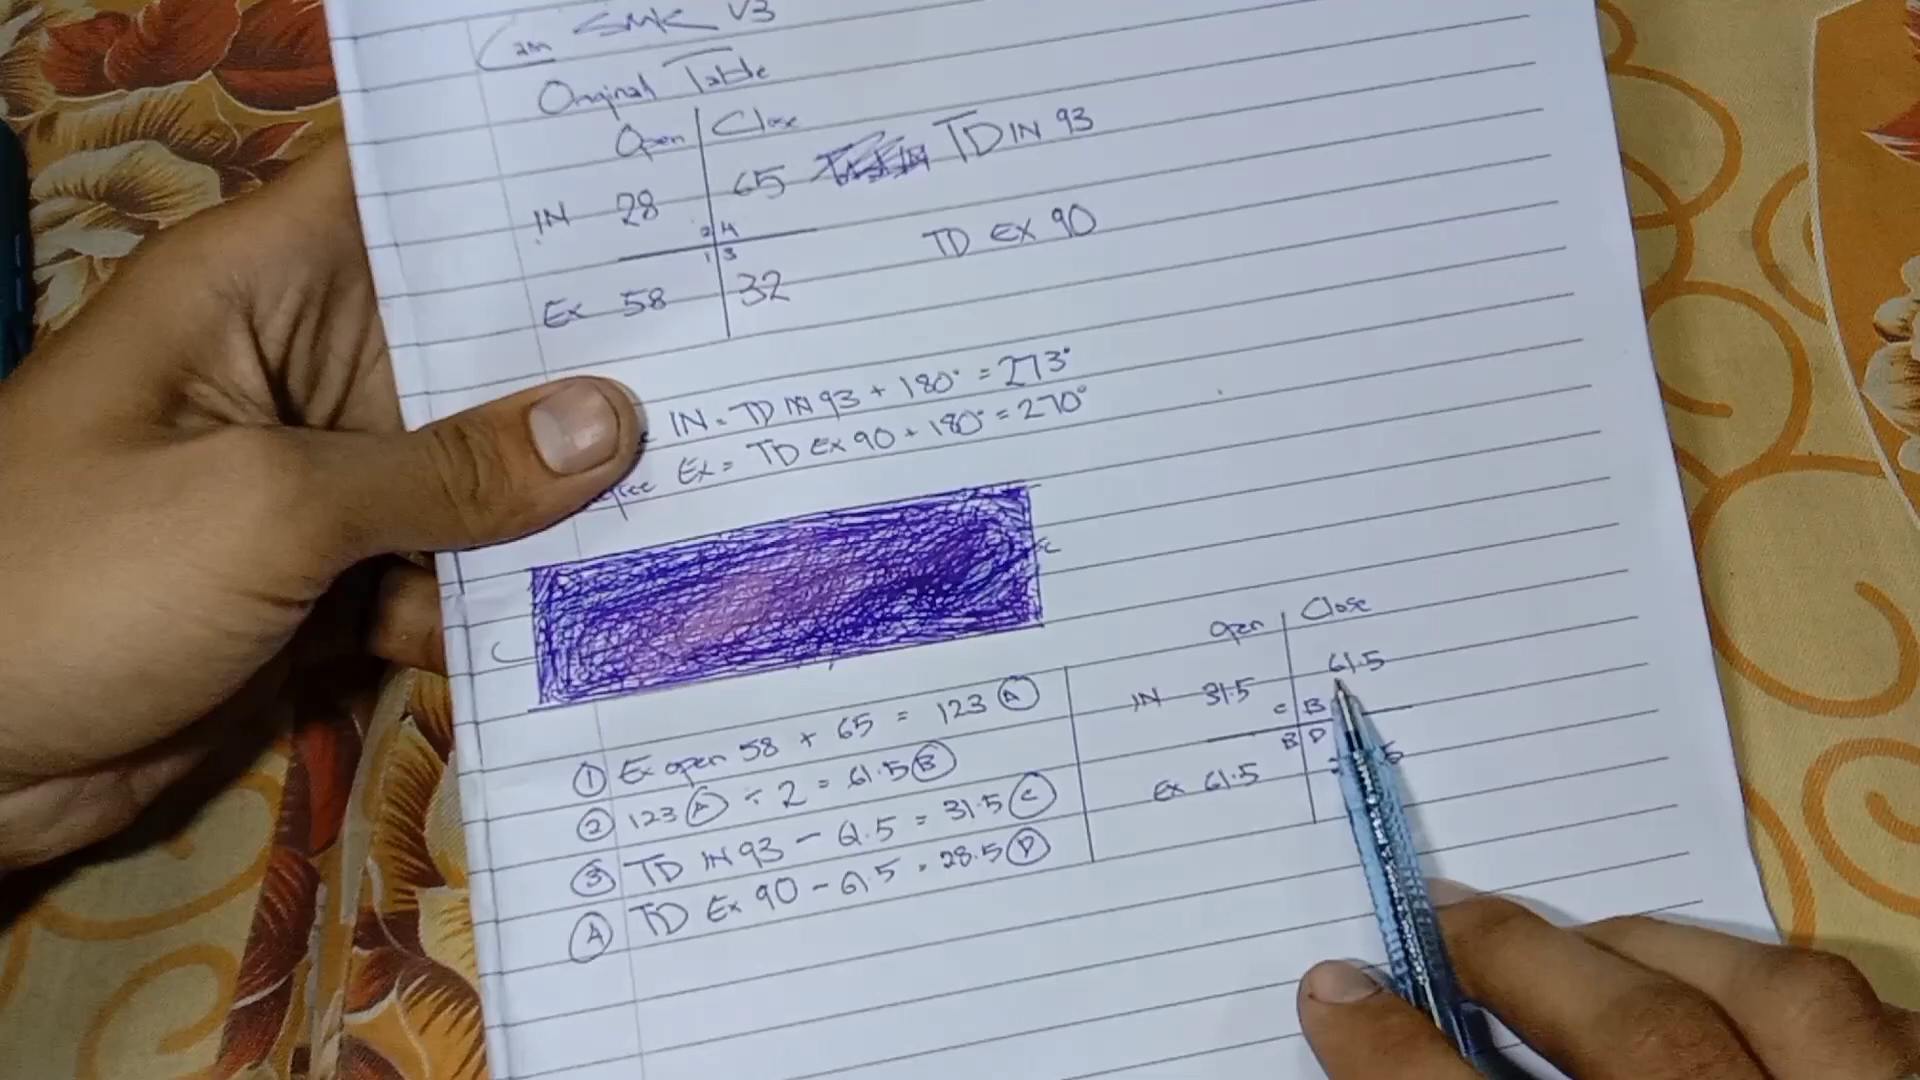 Cam SMK V3
Original Table
Open Close
IN 28 65 TD IN 93
2 4
1 3
TD EX 90
Ex 58 32
IN = TD IN 93 + 180° = 273°
gree Ex = TD Ex 90 + 180° = 270°
① Ex open 58 + 65 = 123 Ⓐ
② 123 Ⓐ ÷ 2 = 61.5 Ⓑ
③ TD IN 93 - 61.5 = 31.5 Ⓒ
④ TD Ex 90 - 61.5 = 28.5 Ⓓ
Open Close
IN 31.5 61.5
C B
B D
Ex 61.5